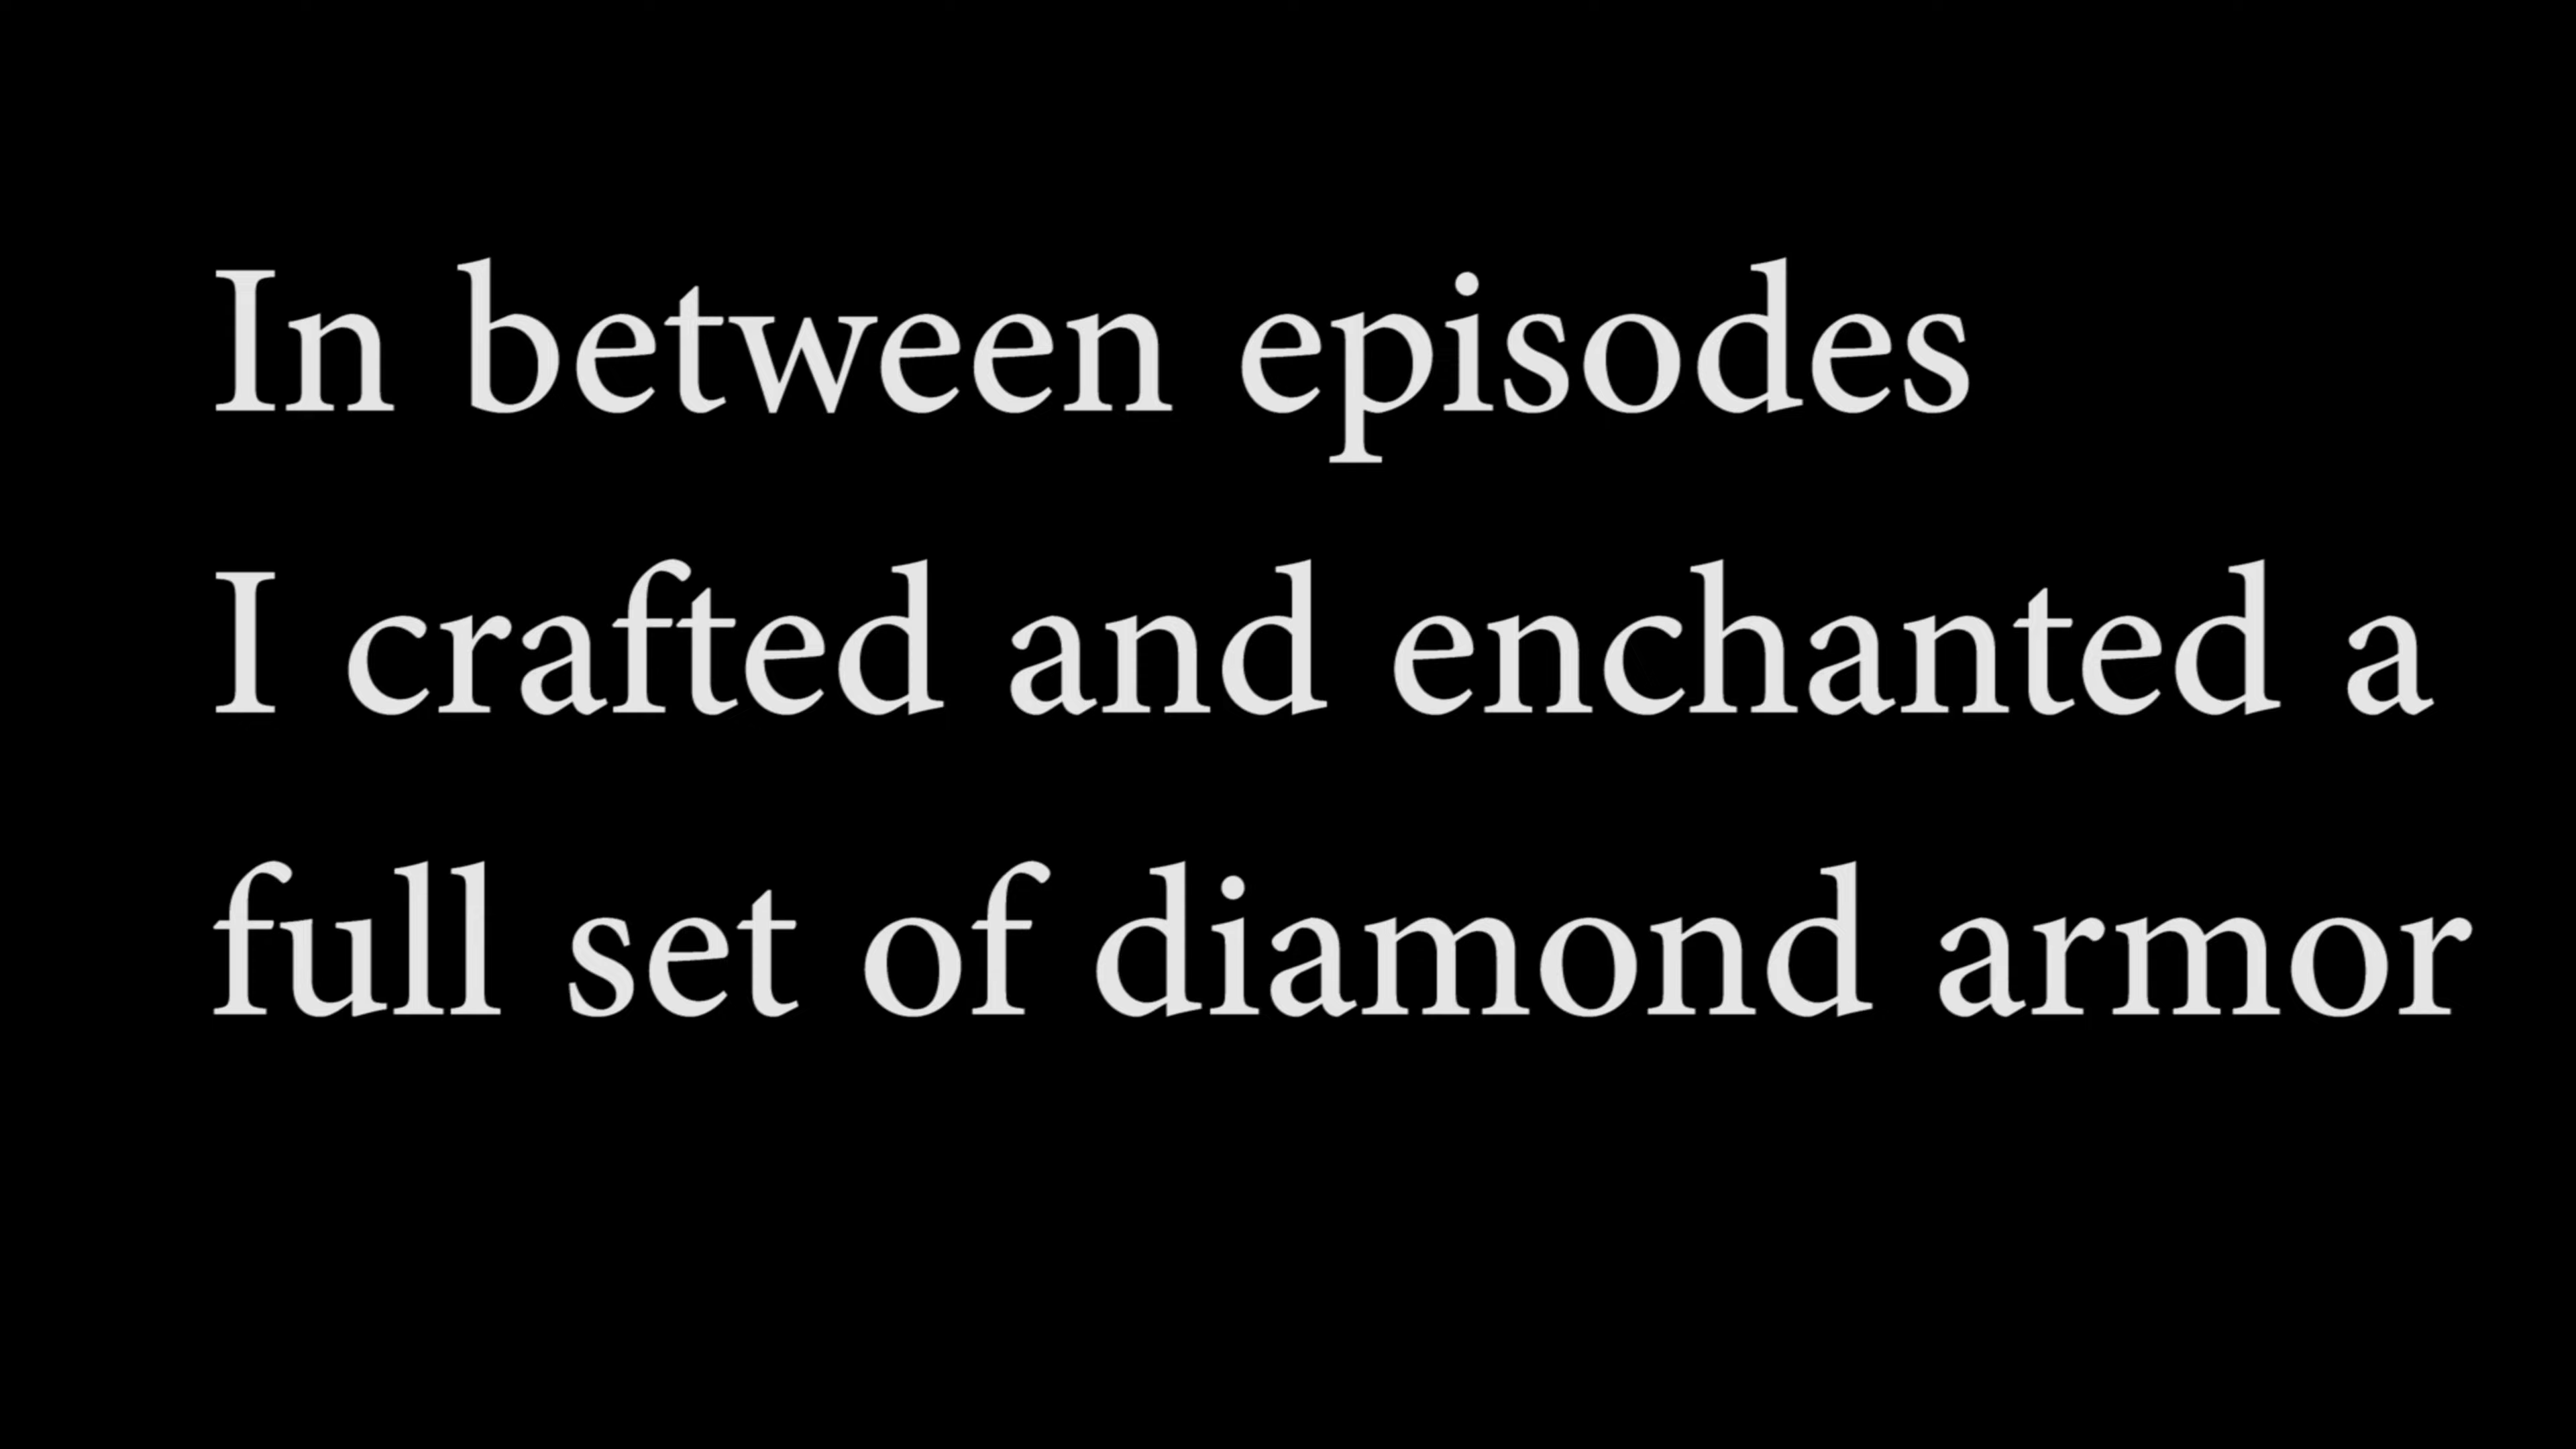 In between episodes
I crafted and enchanted a
full set of diamond armor